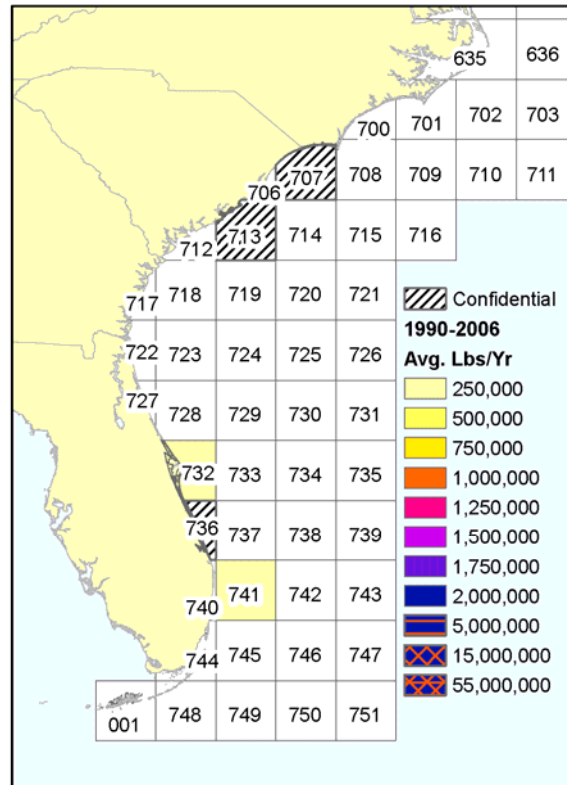 635 636
700 701 702 703
706 707 708 709 710 711
712 713 714 715 716
717 718 719 720 721
Confidential
1990-2006
722 723 724 725 726
Avg. Lbs/Yr
250,000
727 728 729 730 731
500,000
750,000
732 733 734 735
1,000,000
1,250,000
736 737 738 739
1,500,000
1,750,000
740 741 742 743
2,000,000
5,000,000
744 745 746 747
15,000,000
55,000,000
001 748 749 750 751